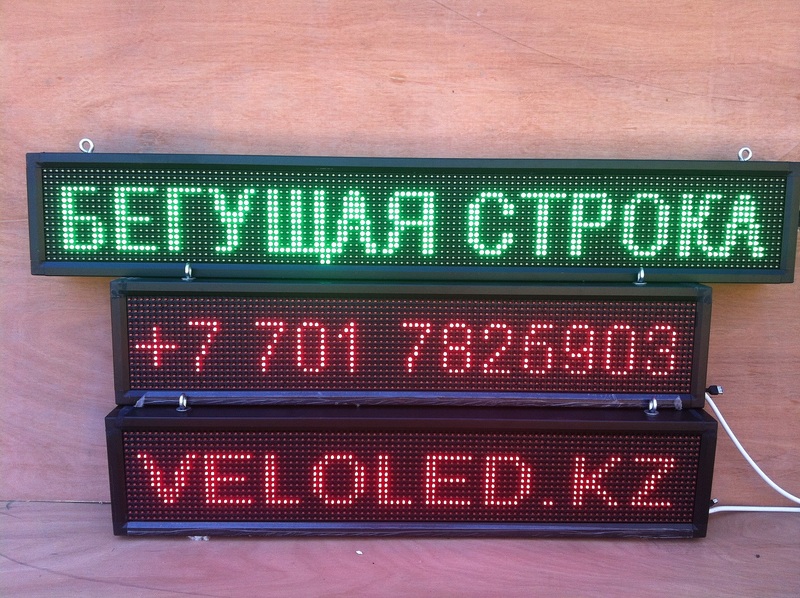 БЕГУЩАЯ СТРОКА
+7 701 7826903
VELOLED.KZ